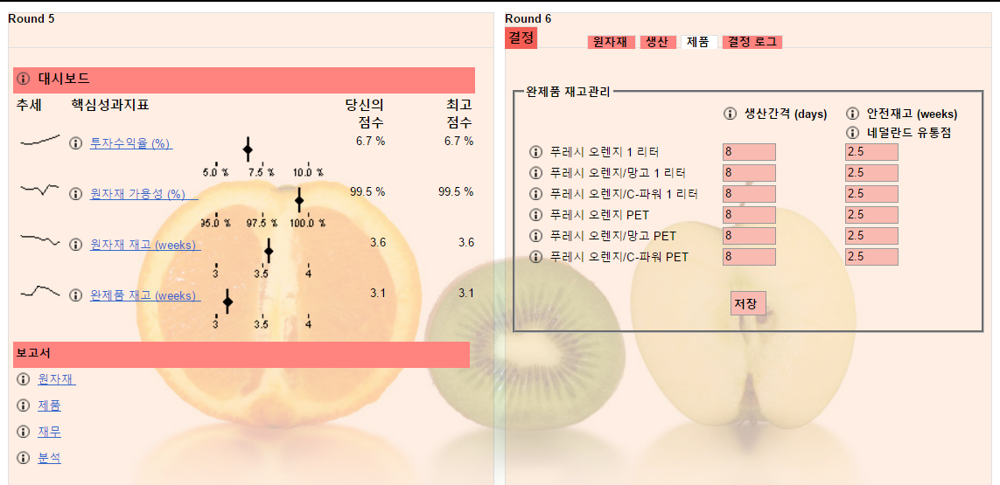 Round 5
대시보드
추세 핵심성과지표 당신의 점수 최고 점수
투자수익율 (%) 6.7 % 6.7 %
5.0 % 7.5 % 10.0 %
원자재 가용성 (%) 99.5 % 99.5 %
95.0 % 97.5 % 100.0 %
원자재 재고 (weeks) 3.6 3.6
3 3.5 4
완제품 재고 (weeks) 3.1 3.1
3 3.5 4
보고서
원자재
제품
재무
분석
Round 6
결정 원자재 생산 제품 결정 로그
완제품 재고관리
생산간격 (days) 안전재고 (weeks)
네덜란드 유통점
푸레시 오렌지 1 리터 8 2.5
푸레시 오렌지/망고 1 리터 8 2.5
푸레시 오렌지/C-파워 1 리터 8 2.5
푸레시 오렌지 PET 8 2.5
푸레시 오렌지/망고 PET 8 2.5
푸레시 오렌지/C-파워 PET 8 2.5
저장